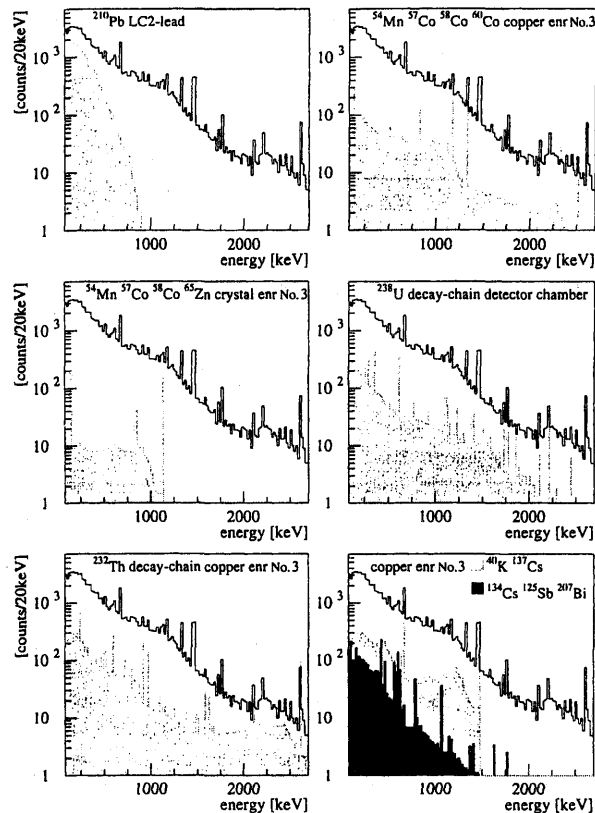 ²¹⁰Pb LC2-lead
[counts/20keV]
10³
10²
10
1
1000
2000
energy [keV]
⁵⁴Mn ⁵⁷Co ⁵⁸Co ⁶⁰Co copper enr No.3
10³
10²
10
1
1000
2000
energy [keV]
⁵⁴Mn ⁵⁷Co ⁵⁸Co ⁶⁵Zn crystal enr No.3
[counts/20keV]
10³
10²
10
1
1000
2000
energy [keV]
²³⁸U decay-chain detector chamber
10³
10²
10
1
1000
2000
energy [keV]
²³²Th decay-chain copper enr No.3
[counts/20keV]
10³
10²
10
1
1000
2000
energy [keV]
copper enr No.3
⁴⁰K ¹³⁷Cs
¹³⁴Cs ¹²⁵Sb ²⁰⁷Bi
10³
10²
10
1
1000
2000
energy [keV]